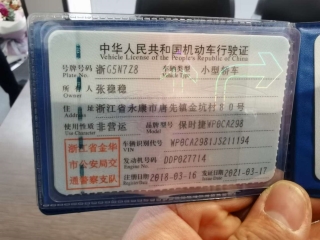 中华人民共和国机动车行驶证
Vehicle License of the People's Republic of China
号牌号码 浙G5N7Z8 车辆类型 小型轿车
Plate No. Vehicle Type
所有人 张稳稳
Owner
住址 浙江省永康市唐先镇金坑村80号
Address
使用性质 非营运 品牌型号 保时捷WP0CA298
Use Character Model
浙江省金华 车辆识别代号 WP0CA2981JS211194
VIN
市公安局交 发动机号码 DDP027714
Engine No.
通警察支队 注册日期 2018-03-16 发证日期 2021-03-17
Register Date Issue Date